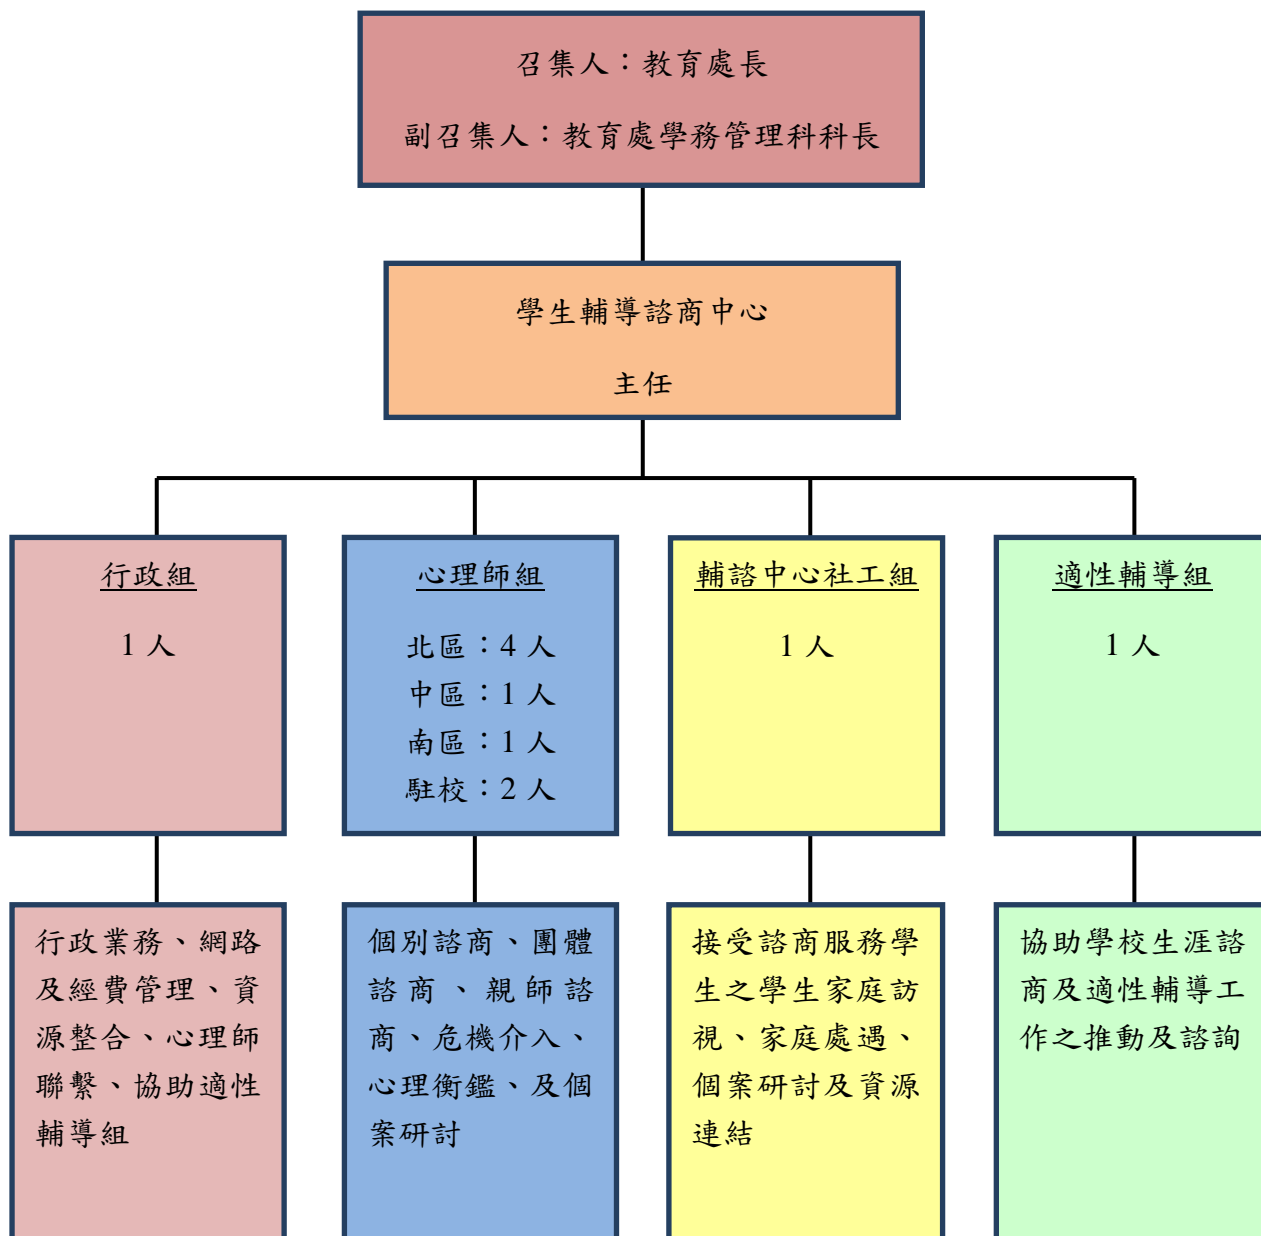 召集人：教育處長
副召集人：教育處學務管理科科長
學生輔導諮商中心
主任
行政組
1 人
心理師組
北區：4 人
中區：1 人
南區：1 人
駐校：2 人
輔諮中心社工組
1 人
適性輔導組
1 人
行政業務、網路
及經費管理、資
源整合、心理師
聯繫、協助適性
輔導組
個別諮商、團體
諮商、親師諮
商、危機介入、
心理衡鑑、及個
案研討
接受諮商服務學
生之學生家庭訪
視、家庭處遇、
個案研討及資源
連結
協助學校生涯諮
商及適性輔導工
作之推動及諮詢